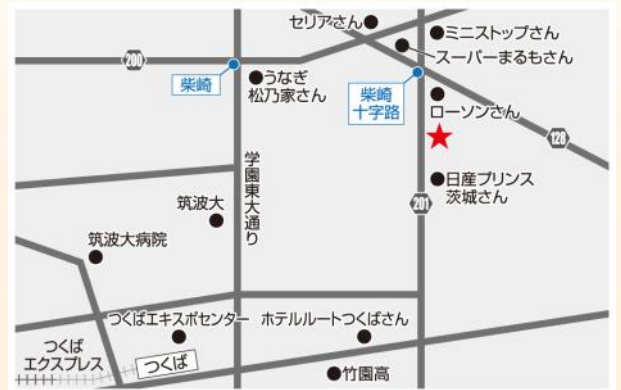 セリアさん
ミニストップさん
スーパーまるもさん
200
柴崎
うなぎ
松乃家さん
柴崎
十字路
ローソンさん
128
学園東大通り
日産プリンス
茨城さん
201
筑波大
筑波大病院
つくばエキスポセンター
ホテルルートつくばさん
つくば
エクスプレス
つくば
竹園高